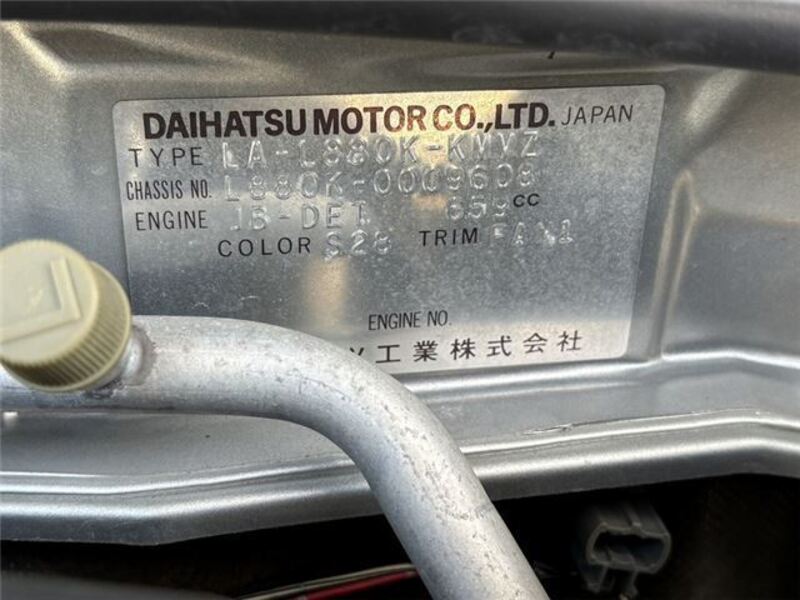 DAIHATSU MOTOR CO.,LTD. JAPAN
TYPE LA-L880K-KMVZ
CHASSIS NO. L880K-0009608
ENGINE JB-DET 659 CC
COLOR S28 TRIM FA11
ENGINE NO.
工業株式会社